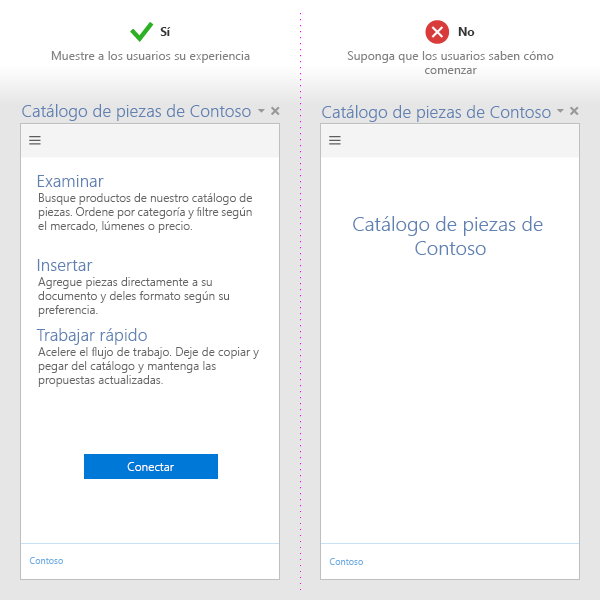 Sí
Muestre a los usuarios su experiencia
Catálogo de piezas de Contoso
Examinar
Busque productos de nuestro catálogo de
piezas. Ordene por categoría y filtre según
el mercado, lúmenes o precio.
Insertar
Agregue piezas directamente a su
documento y deles formato según su
preferencia.
Trabajar rápido
Acelere el flujo de trabajo. Deje de copiar y
pegar del catálogo y mantenga las
propuestas actualizadas.
Conectar
Contoso
No
Suponga que los usuarios saben cómo
comenzar
Catálogo de piezas de Contoso
Catálogo de piezas de
Contoso
Contoso